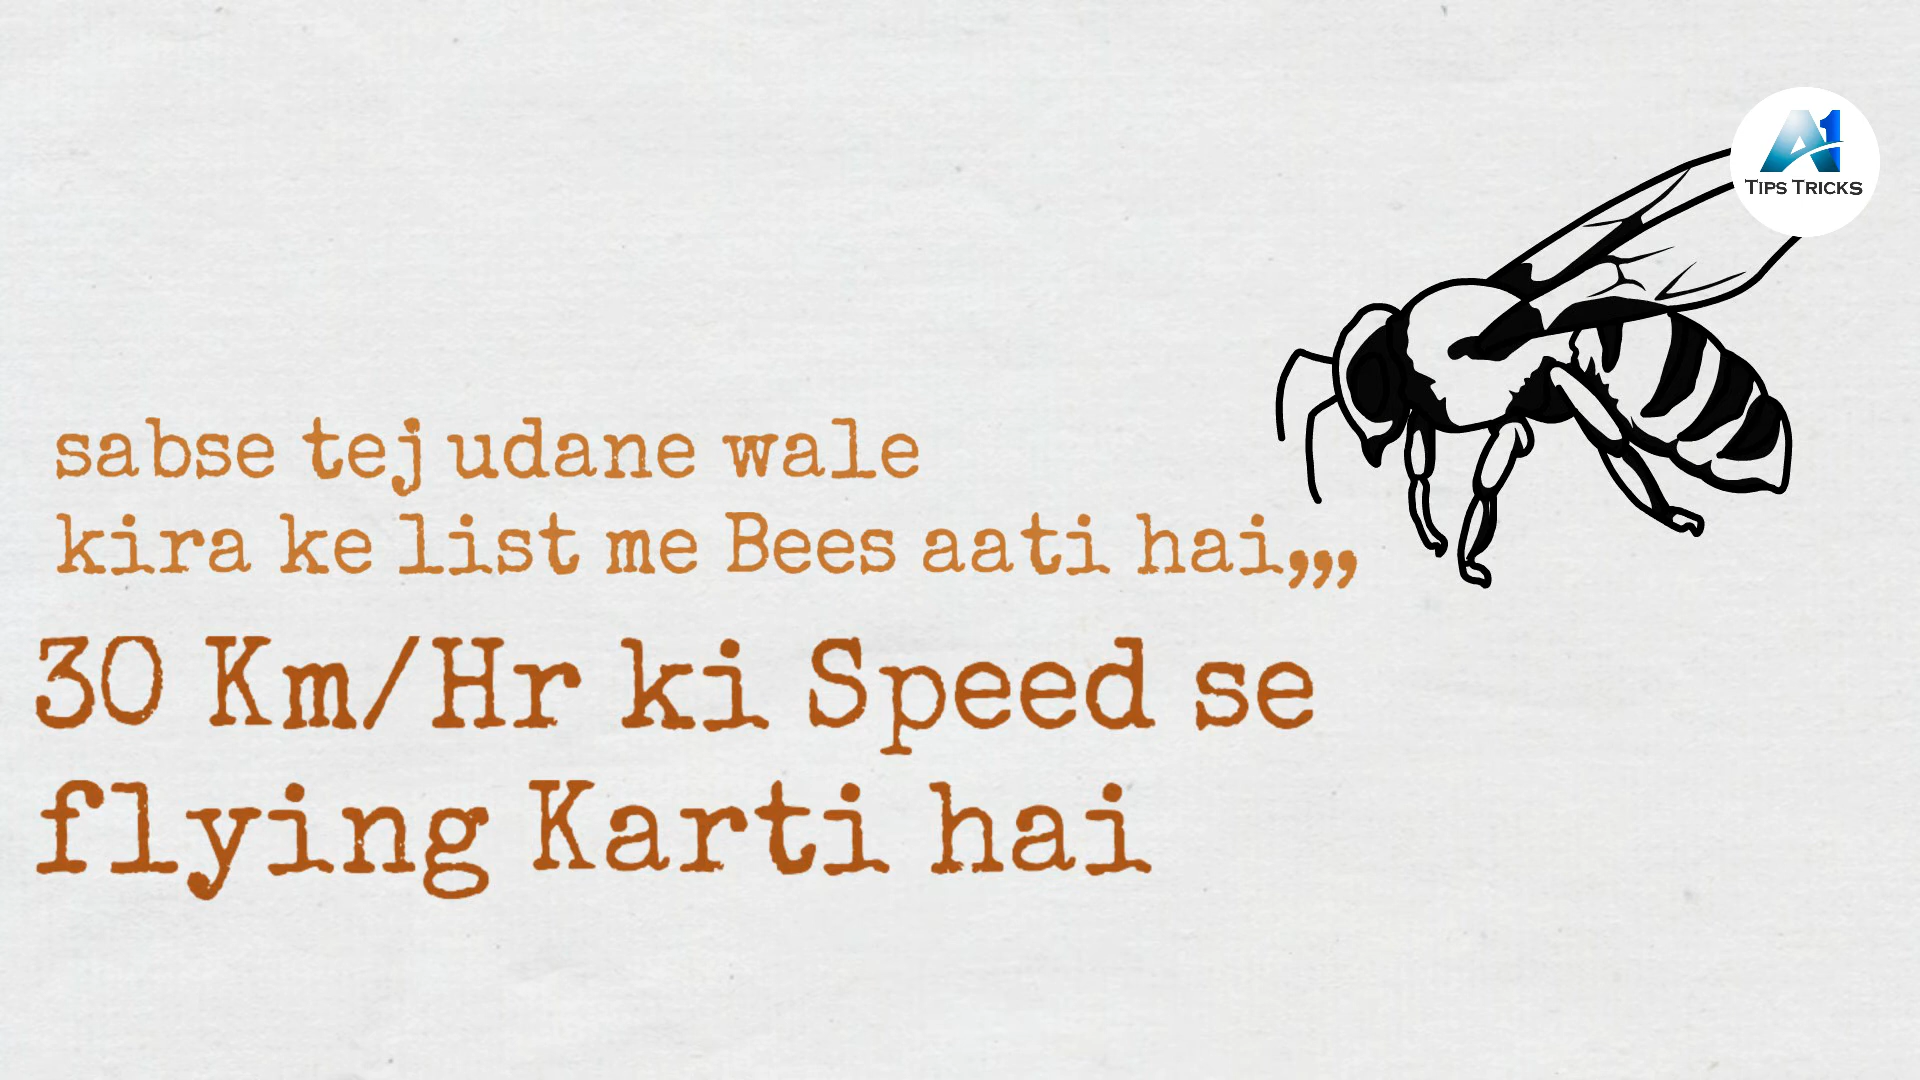 A1
TIPS TRICKS
sabse tej udane wale
kira ke list me Bees aati hai,,,
30 Km/Hr ki Speed se
flying Karti hai